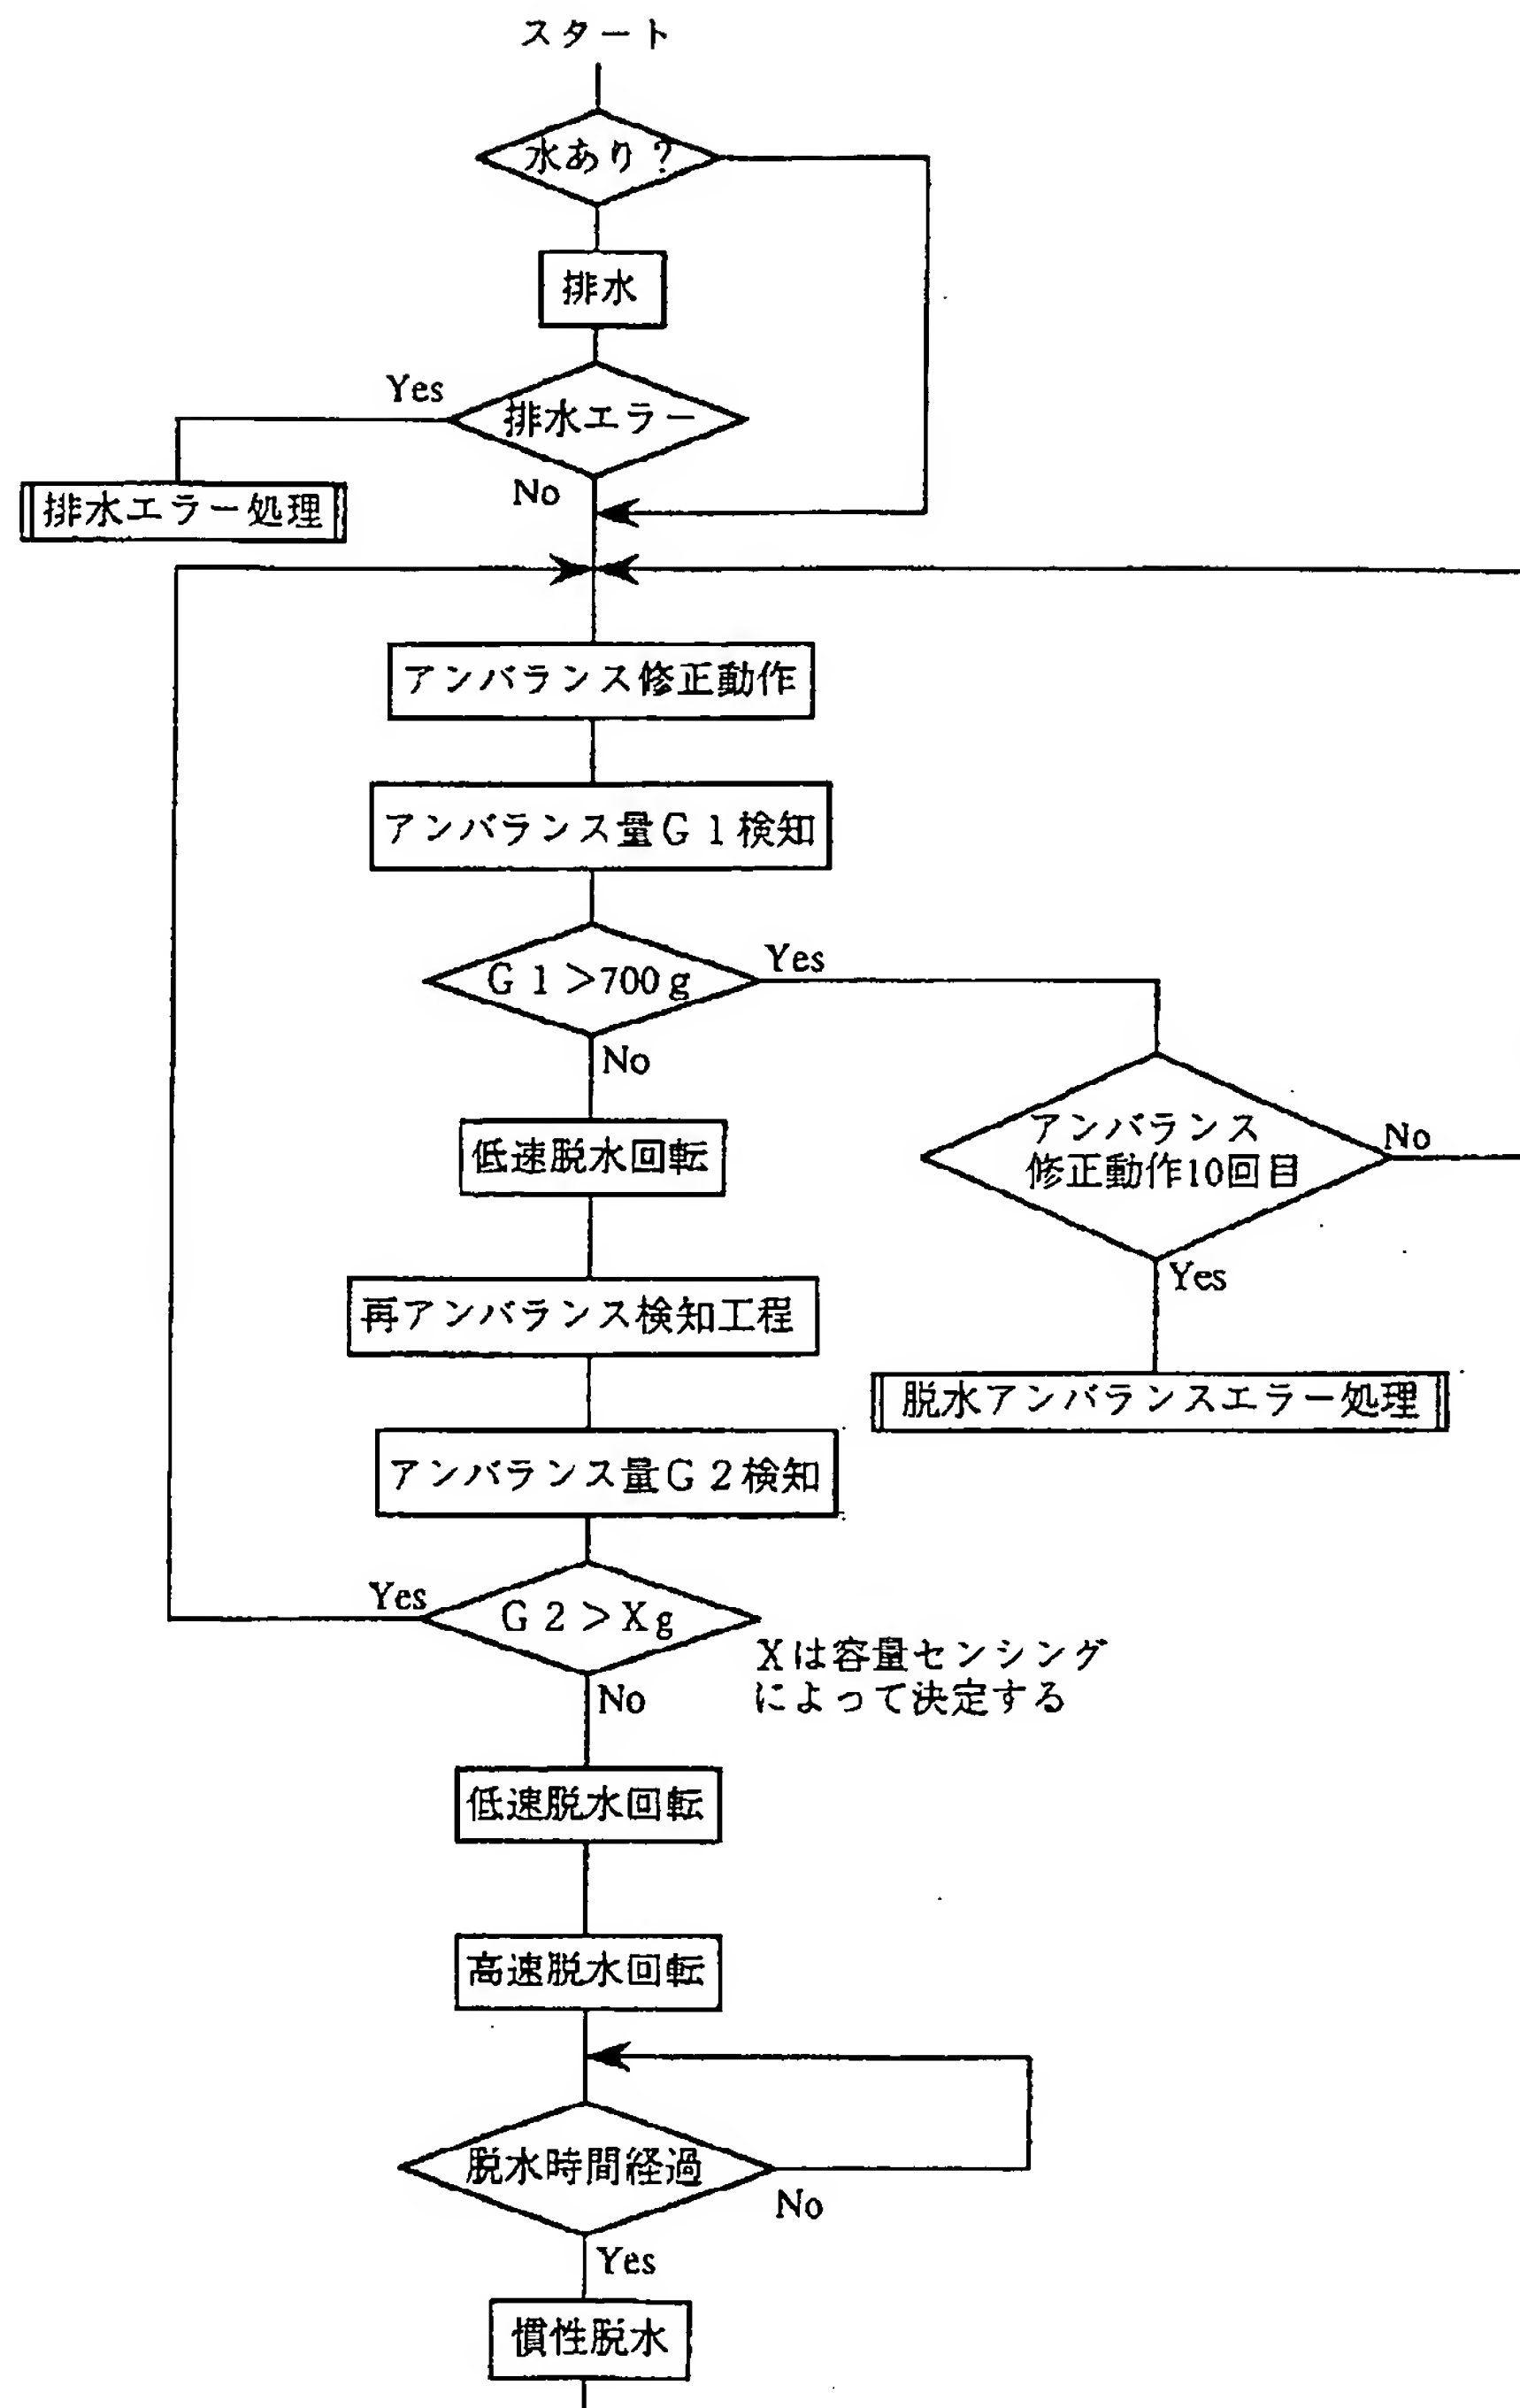 スタート
水あり?
排水
Yes
排水エラー
No
排水エラー処理
アンバランス修正動作
アンバランス量G1検知
G1>700g
Yes
No
低速脱水回転
アンバランス
修正動作10回目
No
Yes
再アンバランス検知工程
脱水アンバランスエラー処理
アンバランス量G2検知
Yes
G2>Xg
Xは容量センシング
によって決定する
No
低速脱水回転
高速脱水回転
脱水時間経過
No
Yes
慣性脱水